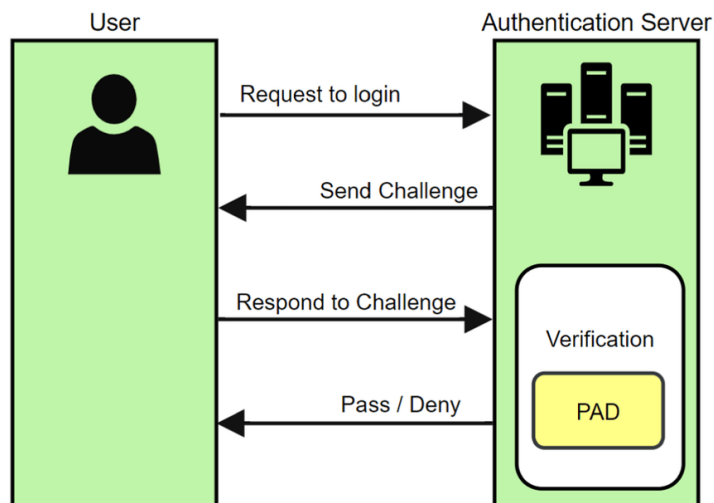 User
Authentication Server
Request to login
Send Challenge
Respond to Challenge
Verification
Pass / Deny
PAD